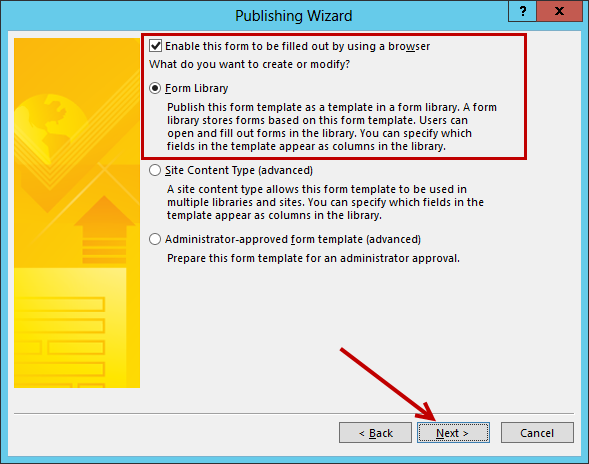 Publishing Wizard
?
x
Enable this form to be filled out by using a browser
What do you want to create or modify?
Form Library
Publish this form template as a template in a form library. A form
library stores forms based on this form template. Users can
open and fill out forms in the library. You can specify which
fields in the template appear as columns in the library.
Site Content Type (advanced)
A site content type allows this form template to be used in
multiple libraries and sites. You can specify which fields in the
template appear as columns in the library.
Administrator-approved form template (advanced)
Prepare this form template for an administrator approval.
< Back
Next >
Cancel